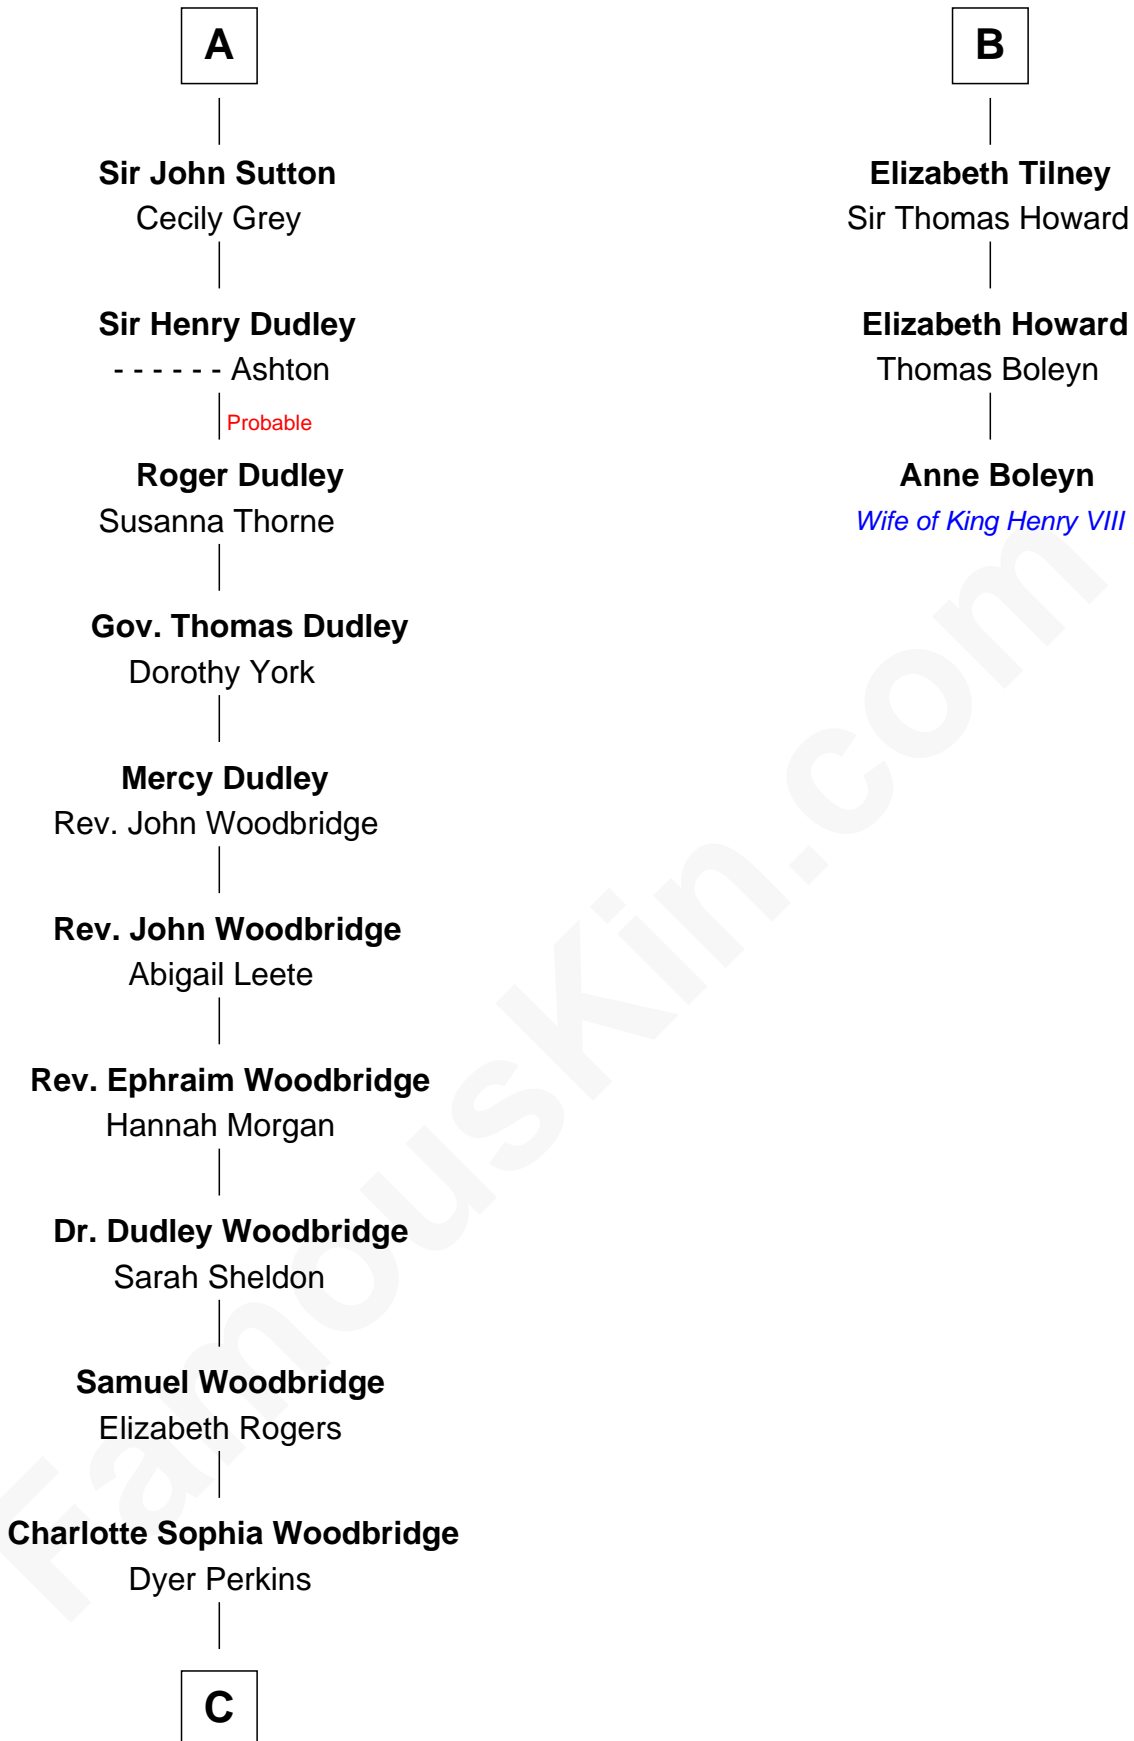 A
Sir John Sutton
Cecily Grey
Sir Henry Dudley
- - - - - - Ashton
Probable
Roger Dudley
Susanna Thorne
Gov. Thomas Dudley
Dorothy York
Mercy Dudley
Rev. John Woodbridge
Rev. John Woodbridge
Abigail Leete
Rev. Ephraim Woodbridge
Hannah Morgan
Dr. Dudley Woodbridge
Sarah Sheldon
Samuel Woodbridge
Elizabeth Rogers
Charlotte Sophia Woodbridge
Dyer Perkins
C
B
Elizabeth Tilney
Sir Thomas Howard
Elizabeth Howard
Thomas Boleyn
Anne Boleyn
Wife of King Henry VIII
FamousKin.com